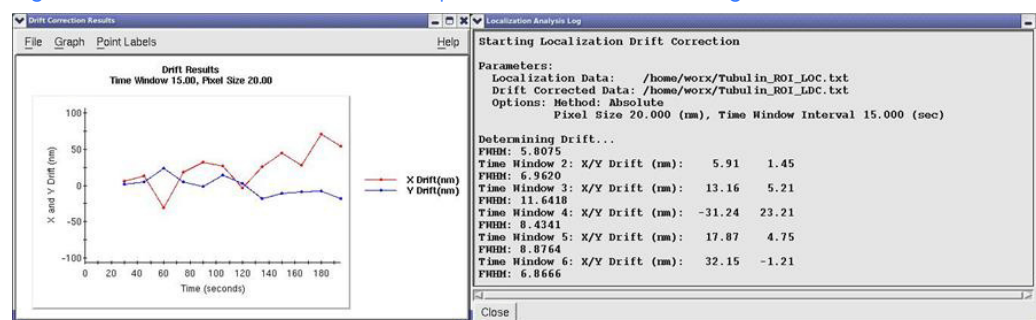 Drift Correction Results
File Graph Point Labels Help
Drift Results
Time Window 15.00, Pixel Size 20.00
100
50
0
-50
-100
X and Y Drift (nm)
0 20 40 60 80 100 120 140 160 180
Time (seconds)
X Drift(nm)
Y Drift(nm)
Localization Analysis Log
Starting Localization Drift Correction
Parameters:
Localization Data: /home/worx/Tubulin_ROI_LOC.txt
Drift Corrected Data: /home/worx/Tubulin_ROI_LDC.txt
Options: Method: Absolute
Pixel Size 20.000 (nm), Time Window Interval 15.000 (sec)
Determining Drift...
FWHM: 5.8075
Time Window 2: X/Y Drift (nm): 5.91 1.45
FWHM: 6.9620
Time Window 3: X/Y Drift (nm): 13.16 5.21
FWHM: 11.6418
Time Window 4: X/Y Drift (nm): -31.24 23.21
FWHM: 8.4341
Time Window 5: X/Y Drift (nm): 17.87 4.75
FWHM: 8.8764
Time Window 6: X/Y Drift (nm): 32.15 -1.21
FWHM: 6.8666
Close